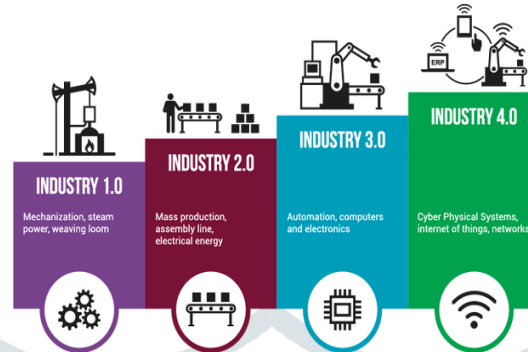 ERP
INDUSTRY 1.0
Mechanization, steam
power, weaving loom
INDUSTRY 2.0
Mass production,
assembly line,
electrical energy
INDUSTRY 3.0
Automation, computers
and electronics
INDUSTRY 4.0
Cyber Physical Systems,
internet of things, networks